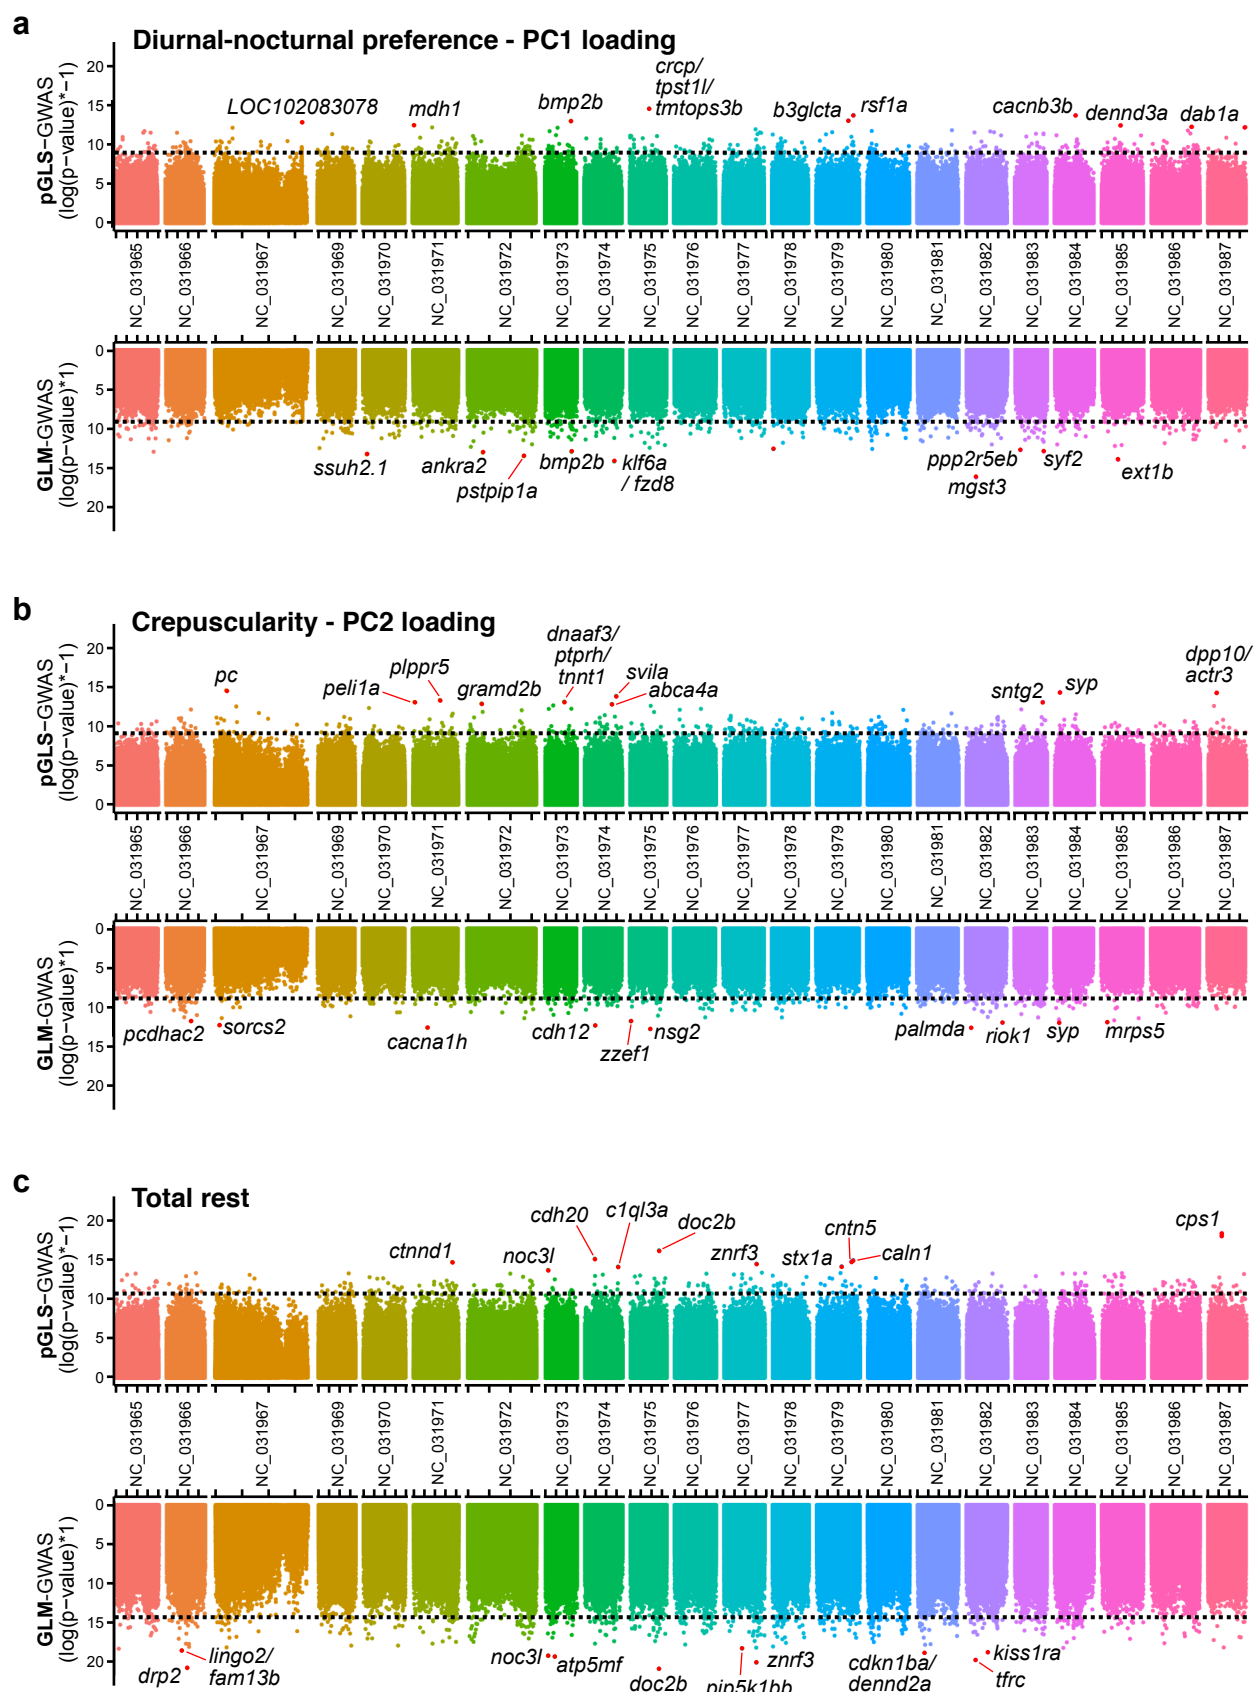 a
Diurnal-nocturnal preference - PC1 loading
pGLS−GWAS
(log(p−value)*−1)
20
15
10
5
0
LOC102083078
mdh1
bmp2b
crcp/
tpst1l/
tmtops3b
b3glcta
rsf1a
cacnb3b
dennd3a
dab1a
NC_031965
NC_031966
NC_031967
NC_031969
NC_031970
NC_031971
NC_031972
NC_031973
NC_031974
NC_031975
NC_031976
NC_031977
NC_031978
NC_031979
NC_031980
NC_031981
NC_031982
NC_031983
NC_031984
NC_031985
NC_031986
NC_031987
GLM-GWAS
(log(p−value)*1)
0
5
10
15
20
ssuh2.1
ankra2
pstpip1a
bmp2b
klf6a
/ fzd8
ppp2r5eb
mgst3
syf2
ext1b
b
Crepuscularity - PC2 loading
pGLS−GWAS
(log(p−value)*−1)
20
15
10
5
0
pc
peli1a
plppr5
gramd2b
dnaaf3/
ptprh/
tnnt1
svila
abca4a
sntg2
syp
dpp10/
actr3
NC_031965
NC_031966
NC_031967
NC_031969
NC_031970
NC_031971
NC_031972
NC_031973
NC_031974
NC_031975
NC_031976
NC_031977
NC_031978
NC_031979
NC_031980
NC_031981
NC_031982
NC_031983
NC_031984
NC_031985
NC_031986
NC_031987
GLM-GWAS
(log(p−value)*1)
0
5
10
15
20
pcdhac2
sorcs2
cacna1h
cdh12
zzef1
nsg2
palmda
riok1
syp
mrps5
c
Total rest
pGLS−GWAS
(log(p−value)*−1)
20
15
10
5
0
ctnnd1
noc3l
cdh20
c1ql3a
doc2b
znrf3
stx1a
cntn5
caln1
cps1
NC_031965
NC_031966
NC_031967
NC_031969
NC_031970
NC_031971
NC_031972
NC_031973
NC_031974
NC_031975
NC_031976
NC_031977
NC_031978
NC_031979
NC_031980
NC_031981
NC_031982
NC_031983
NC_031984
NC_031985
NC_031986
NC_031987
GLM-GWAS
(log(p−value)*1)
0
5
10
15
20
drp2
lingo2/
fam13b
noc3l
atp5mf
doc2b
pip5k1bb
znrf3
cdkn1ba/
dennd2a
kiss1ra
tfrc